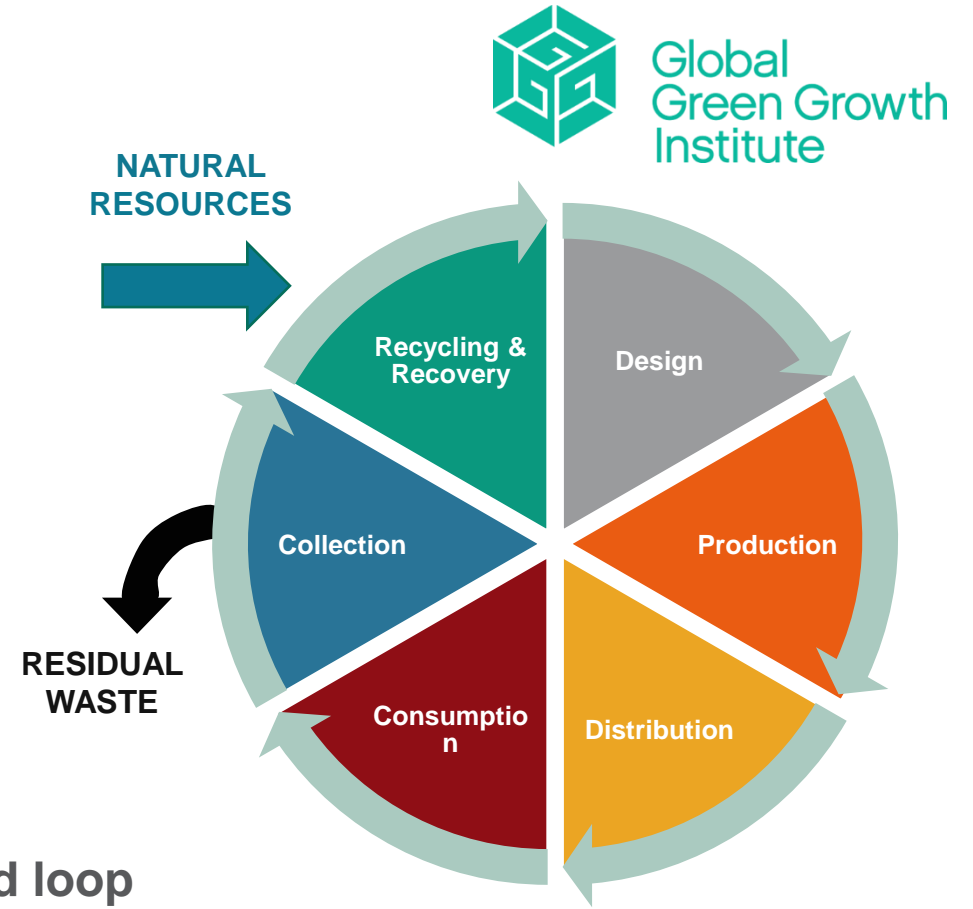 Global
Green Growth
Institute
NATURAL
RESOURCES
Recycling &
Recovery
Design
Collection
Production
RESIDUAL
WASTE
Consumptio
n
Distribution
d loop